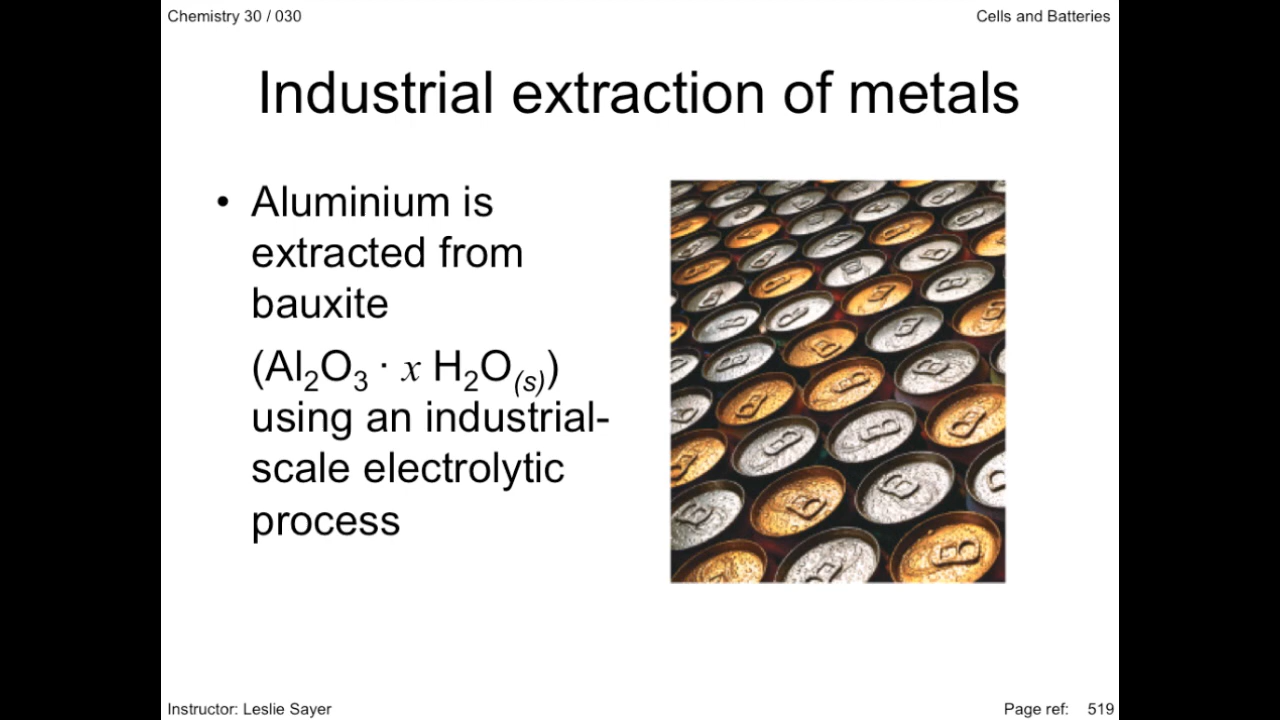 Chemistry 30 / 030
Cells and Batteries
Industrial extraction of metals
• Aluminium is
extracted from
bauxite
(Al₂O₃ · x H₂O₍s₎)
using an industrial-
scale electrolytic
process
Instructor: Leslie Sayer
Page ref: 519